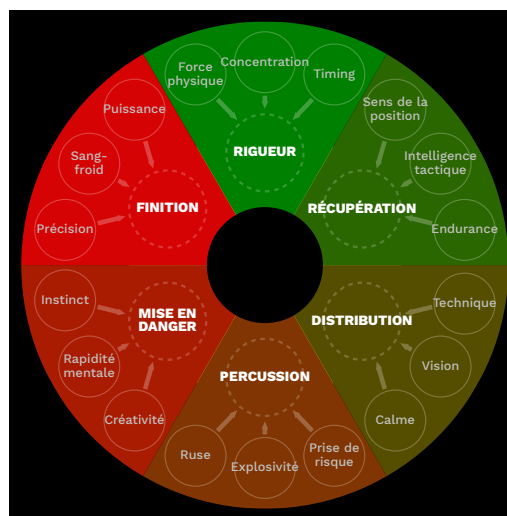 Force
physique
Concentration
Timing
RIGUEUR
Sens de la
position
Intelligence
tactique
Endurance
RÉCUPÉRATION
Technique
Vision
Calme
DISTRIBUTION
Prise de
risque
Explosivité
Ruse
PERCUSSION
Créativité
Rapidité
mentale
Instinct
MISE EN
DANGER
Précision
Sang-
froid
Puissance
FINITION